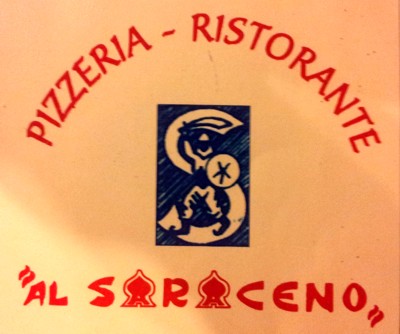 PIZZERIA ~ RISTORANTE
"AL SARACENO"